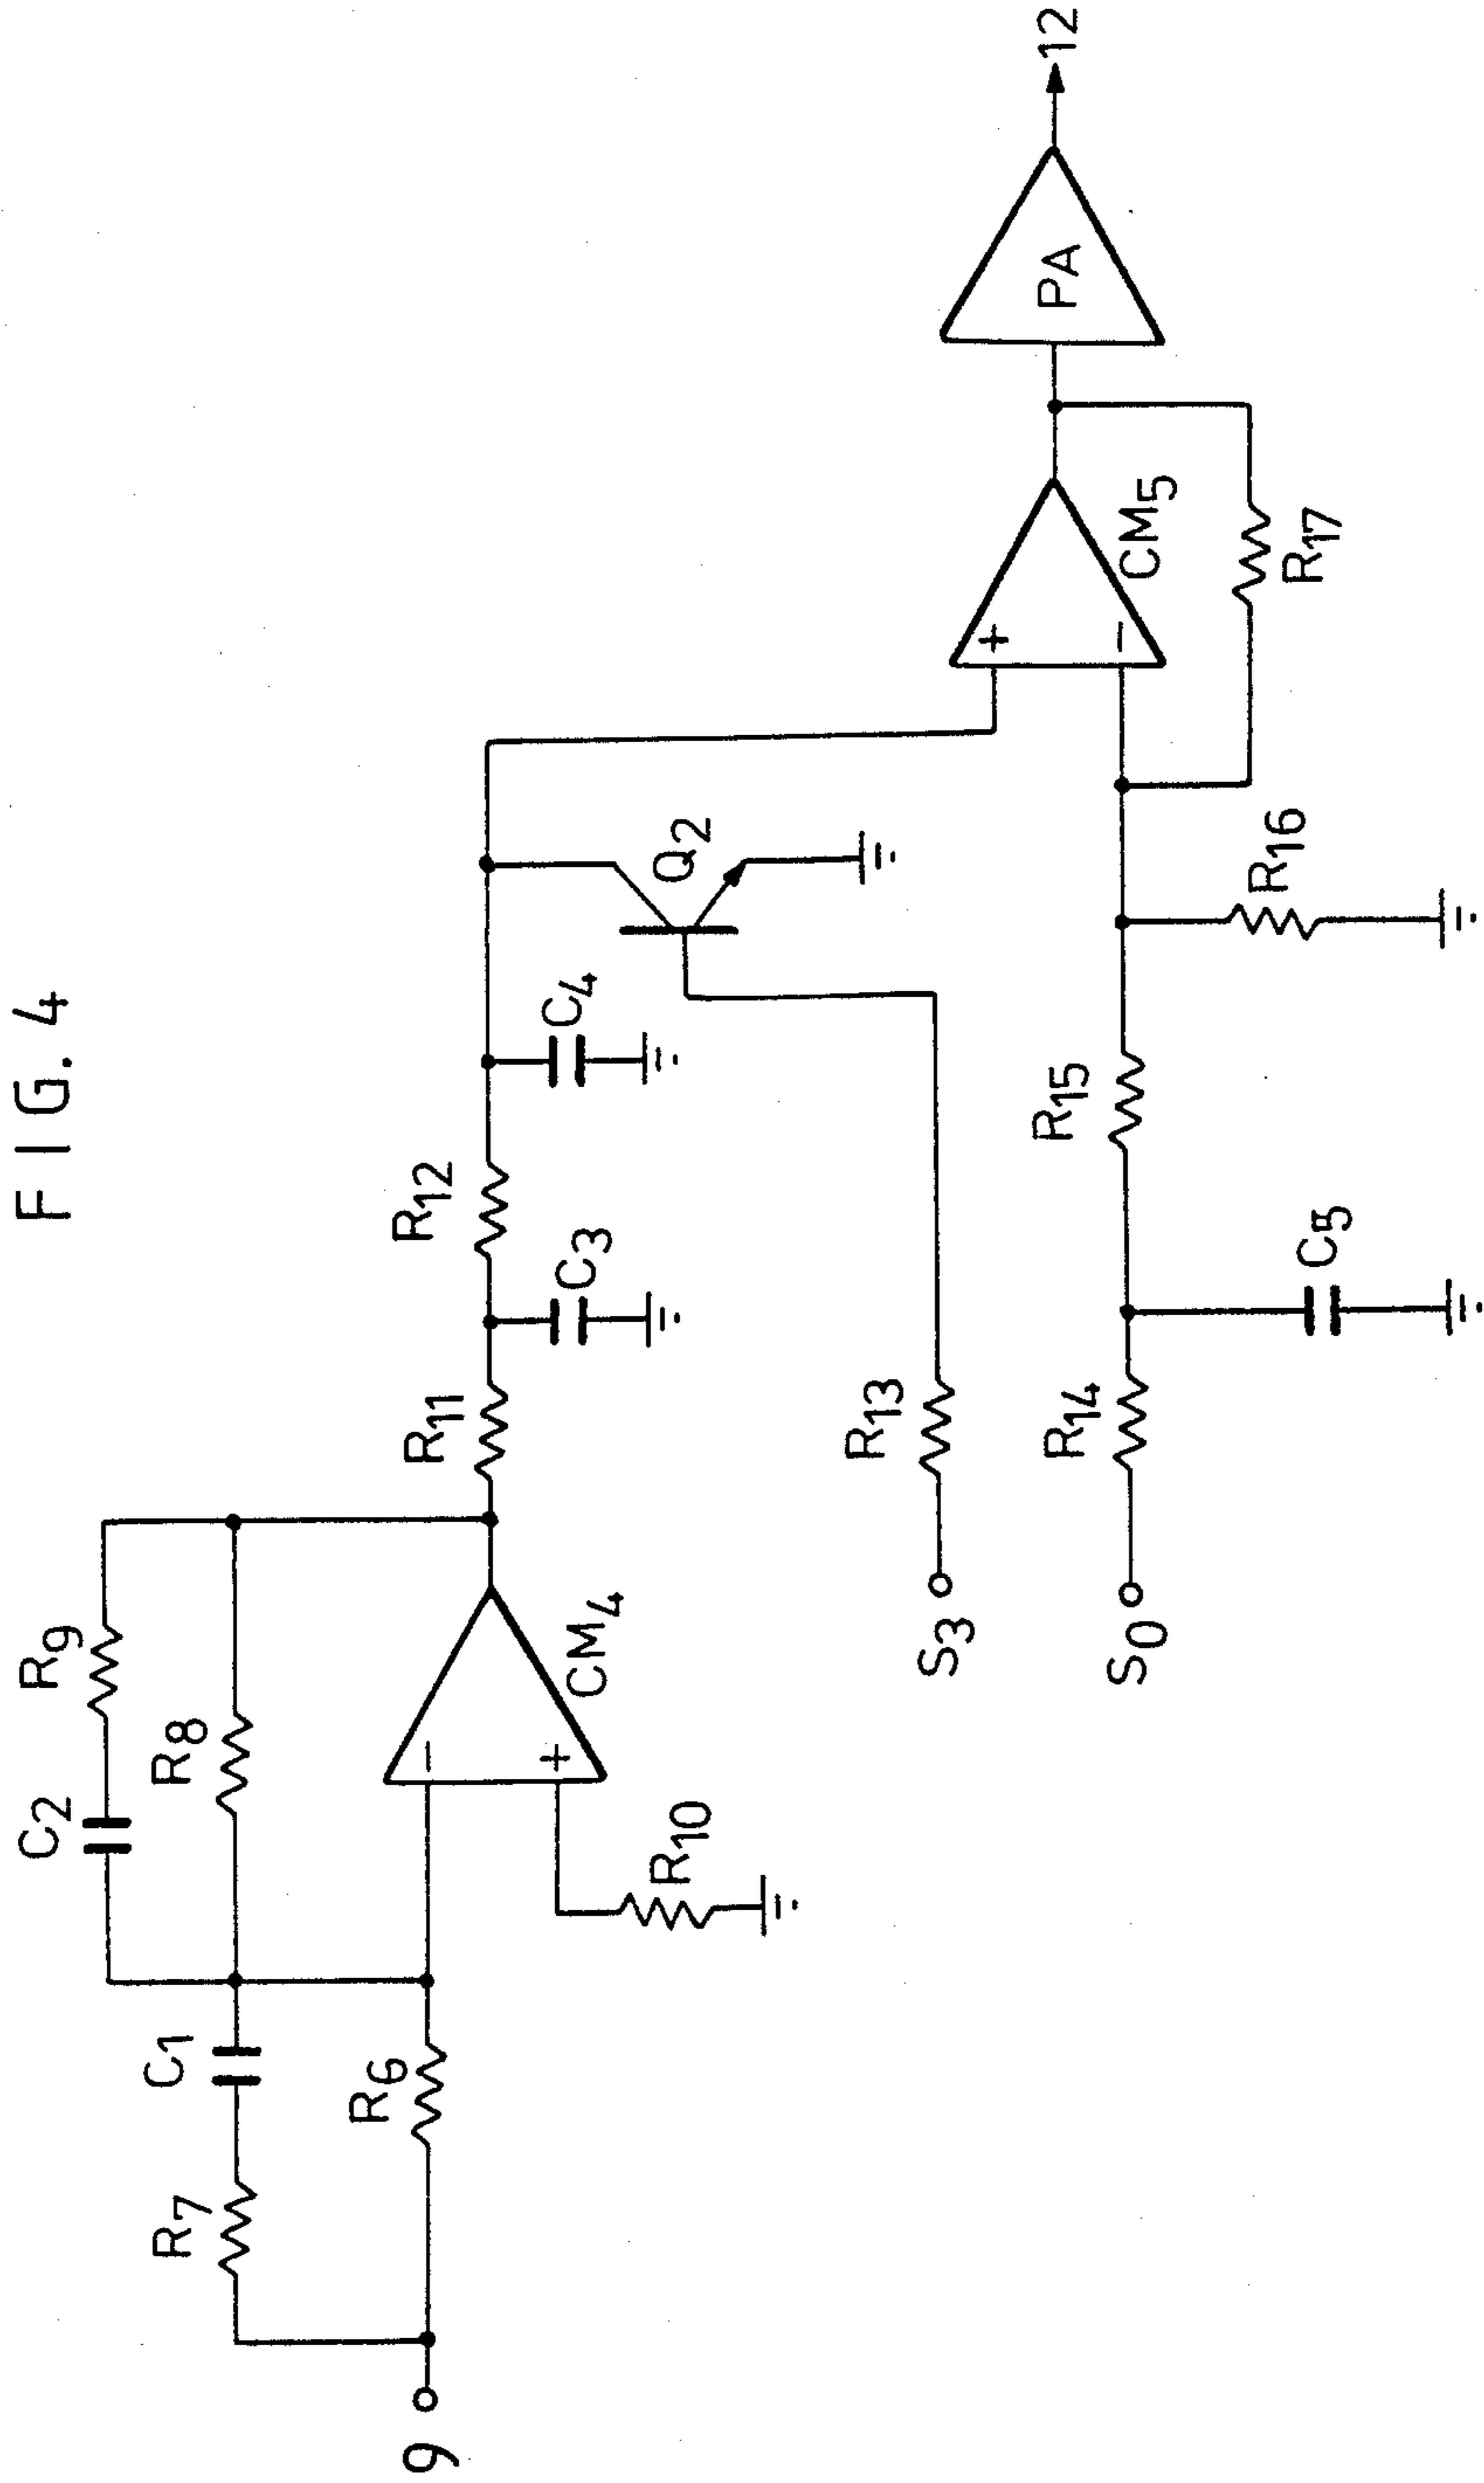 FIG. 4
C2 R9
R7 C1 R8
R6
9
CM4
−
+
R10
R11 R12
C3 C4
Q2
S3 R13
S0 R14 R15
C5 R16
+
−
CM5
R17
PA
12